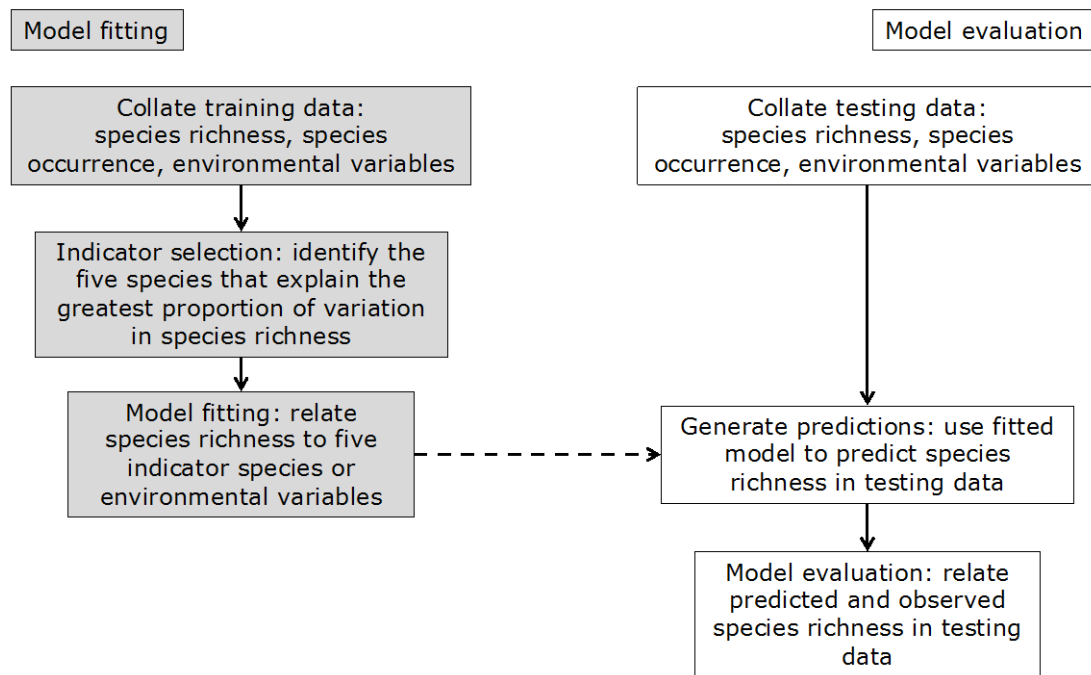 Model fitting
Model evaluation
Collate training data:
species richness, species
occurrence, environmental variables
Collate testing data:
species richness, species
occurrence, environmental variables
Indicator selection: identify the
five species that explain the
greatest proportion of variation
in species richness
Model fitting: relate
species richness to five
indicator species or
environmental variables
Generate predictions: use fitted
model to predict species
richness in testing data
Model evaluation: relate
predicted and observed
species richness in testing
data